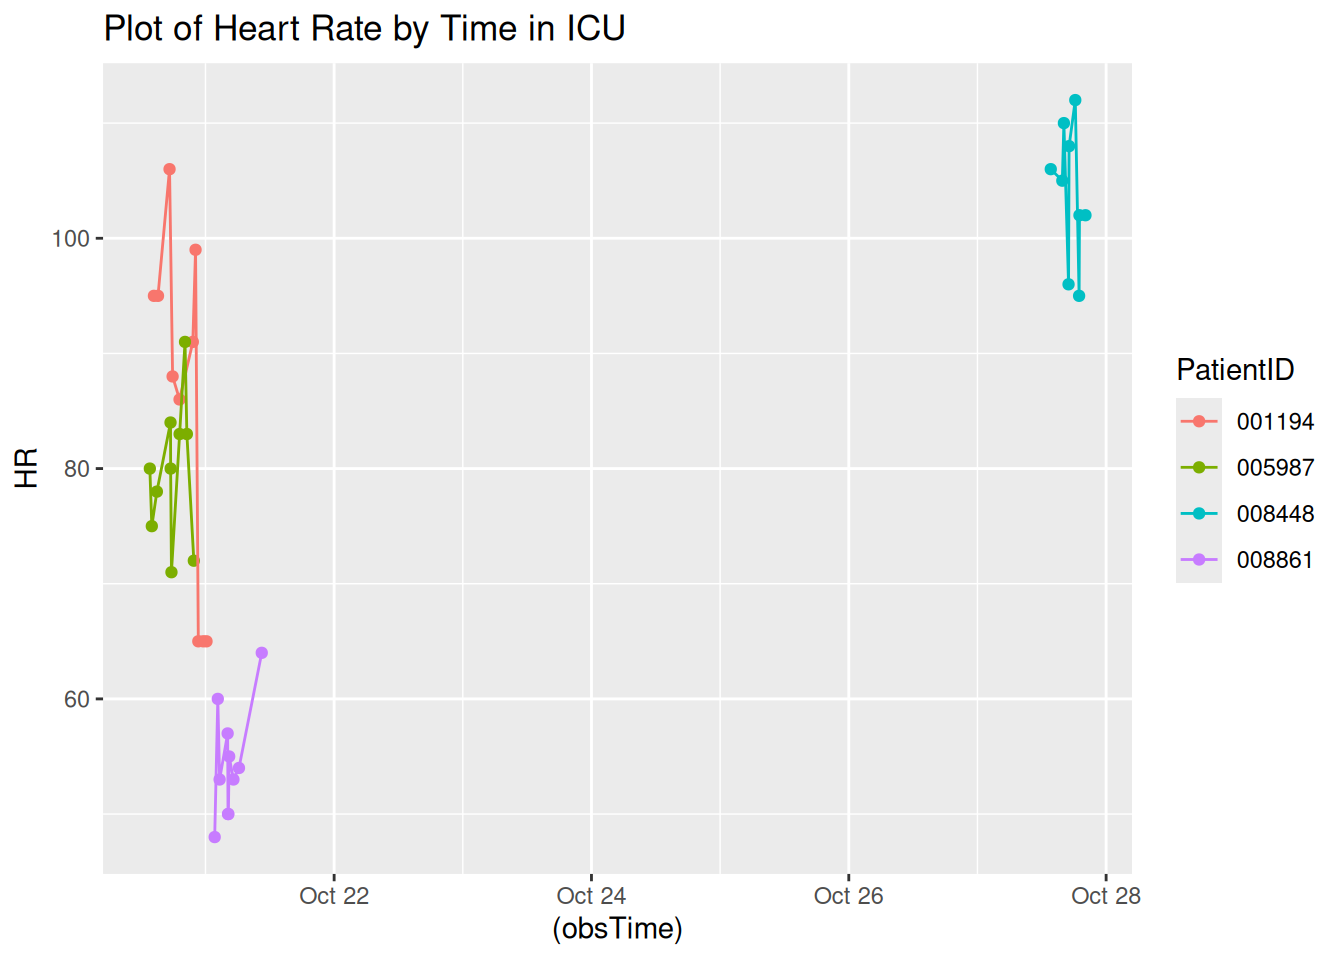 Plot of Heart Rate by Time in ICU
HR
100
80
60
Oct 22
Oct 24
Oct 26
Oct 28
(obsTime)
PatientID
001194
005987
008448
008861